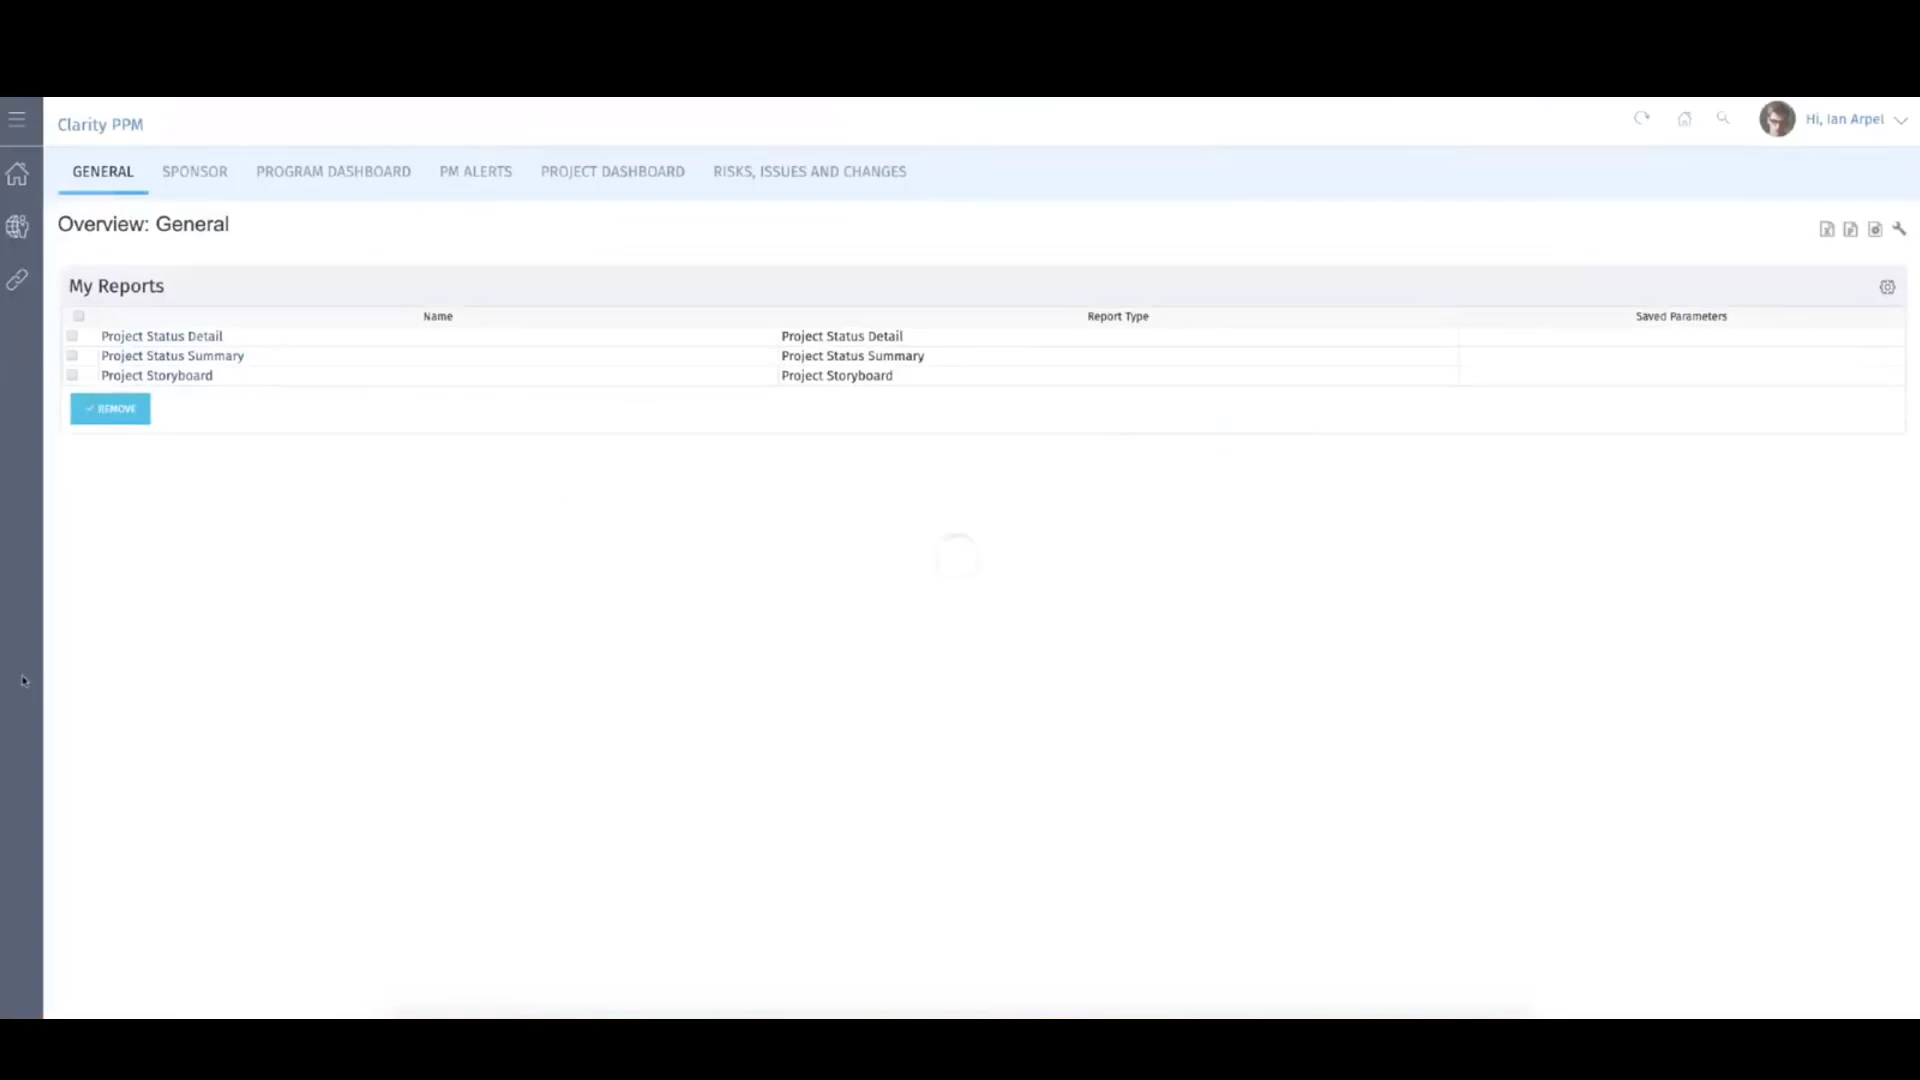 Clarity PPM
Hi, Ian Arpel
GENERAL SPONSOR PROGRAM DASHBOARD PM ALERTS PROJECT DASHBOARD RISKS, ISSUES AND CHANGES
Overview: General
My Reports
Name Report Type Saved Parameters
Project Status Detail Project Status Detail
Project Status Summary Project Status Summary
Project Storyboard Project Storyboard
REMOVE